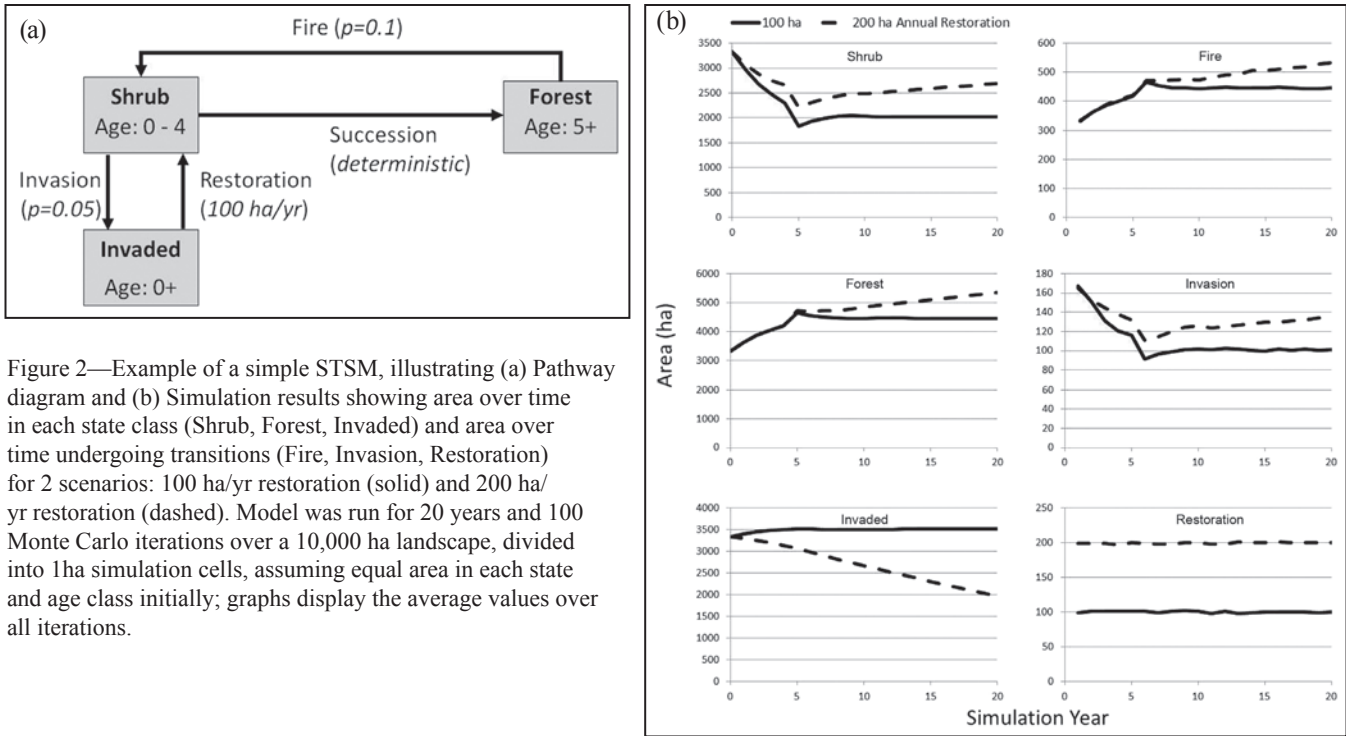 (a)
Fire (p=0.1)
Shrub
Age: 0 - 4
Forest
Age: 5+
Succession
(deterministic)
Invasion
(p=0.05)
Restoration
(100 ha/yr)
Invaded
Age: 0+
Figure 2—Example of a simple STSM, illustrating (a) Pathway
diagram and (b) Simulation results showing area over time
in each state class (Shrub, Forest, Invaded) and area over
time undergoing transitions (Fire, Invasion, Restoration)
for 2 scenarios: 100 ha/yr restoration (solid) and 200 ha/
yr restoration (dashed). Model was run for 20 years and 100
Monte Carlo iterations over a 10,000 ha landscape, divided
into 1ha simulation cells, assuming equal area in each state
and age class initially; graphs display the average values over
all iterations.
(b)
100 ha
200 ha Annual Restoration
Shrub
3500
3000
2500
2000
1500
1000
500
0
0 5 10 15 20
Fire
600
500
400
300
200
100
0
0 5 10 15 20
Area (ha)
Forest
6000
5000
4000
3000
2000
1000
0
0 5 10 15 20
Invasion
180
160
140
120
100
80
60
40
20
0
0 5 10 15 20
Invaded
4000
3500
3000
2500
2000
1500
1000
500
0
0 5 10 15 20
Restoration
250
200
150
100
50
0
0 5 10 15 20
Simulation Year